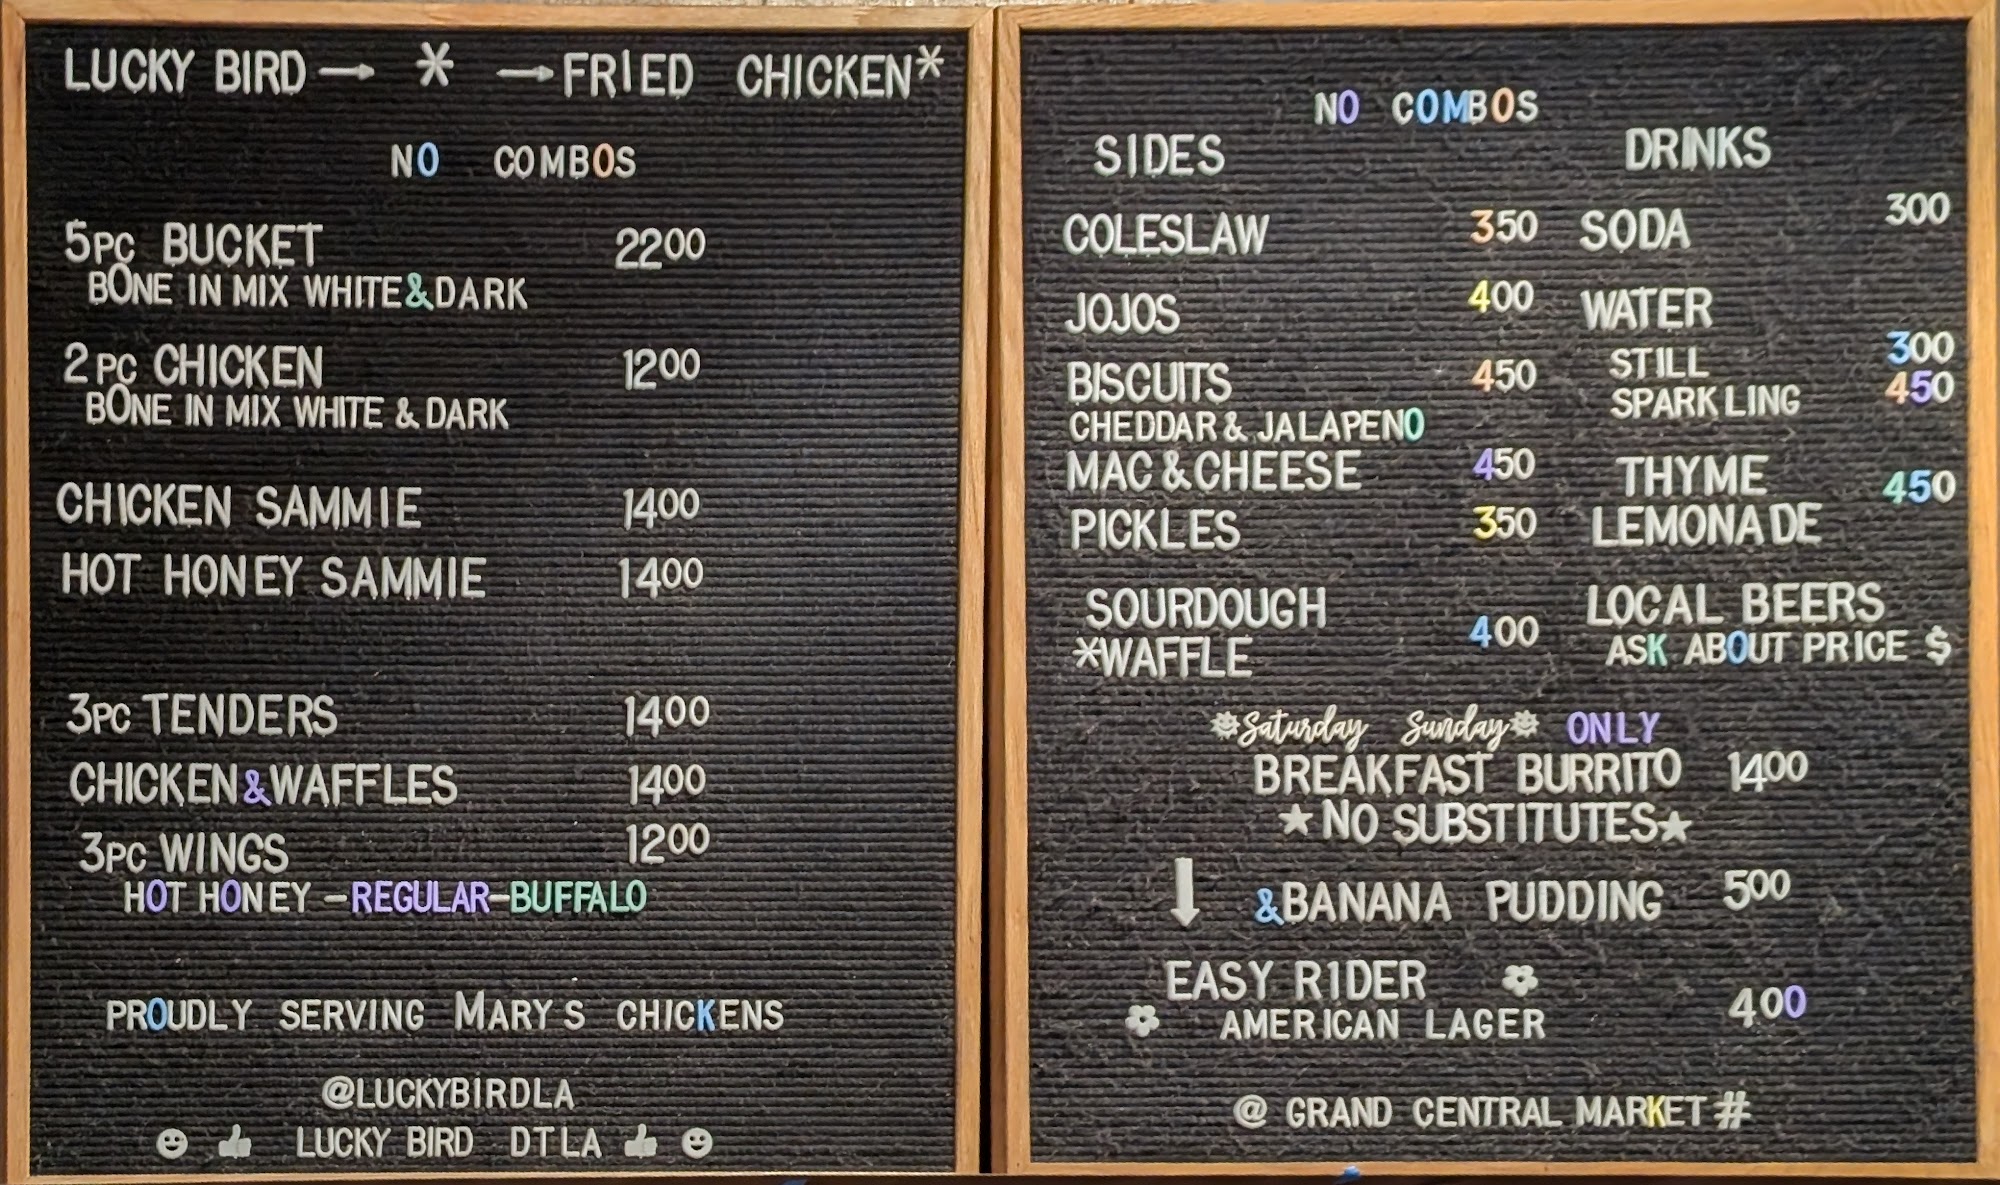 LUCKY BIRD → * → FRIED CHICKEN*
NO COMBOS
5PC BUCKET 2200
BONE IN MIX WHITE & DARK
2PC CHICKEN 1200
BONE IN MIX WHITE & DARK
CHICKEN SAMMIE 1400
HOT HONEY SAMMIE 1400
3PC TENDERS 1400
CHICKEN & WAFFLES 1400
3PC WINGS 1200
HOT HONEY - REGULAR - BUFFALO
PROUDLY SERVING MARY S CHICKENS
@LUCKYBIRDLA
LUCKY BIRD DTLA
NO COMBOS
SIDES
COLESLAW 350
JOJOS 400
BISCUITS 450
CHEDDAR & JALAPENO
MAC & CHEESE 450
PICKLES 350
SOURDOUGH
*WAFFLE 400
DRINKS
SODA 300
WATER
STILL 300
SPARKLING 450
THYME 450
LEMONADE
LOCAL BEERS
ASK ABOUT PRICE $
Saturday Sunday ONLY
BREAKFAST BURRITO 1400
★ NO SUBSTITUTES ★
↓ & BANANA PUDDING 500
EASY RIDER
AMERICAN LAGER 400
@ GRAND CENTRAL MARKET #